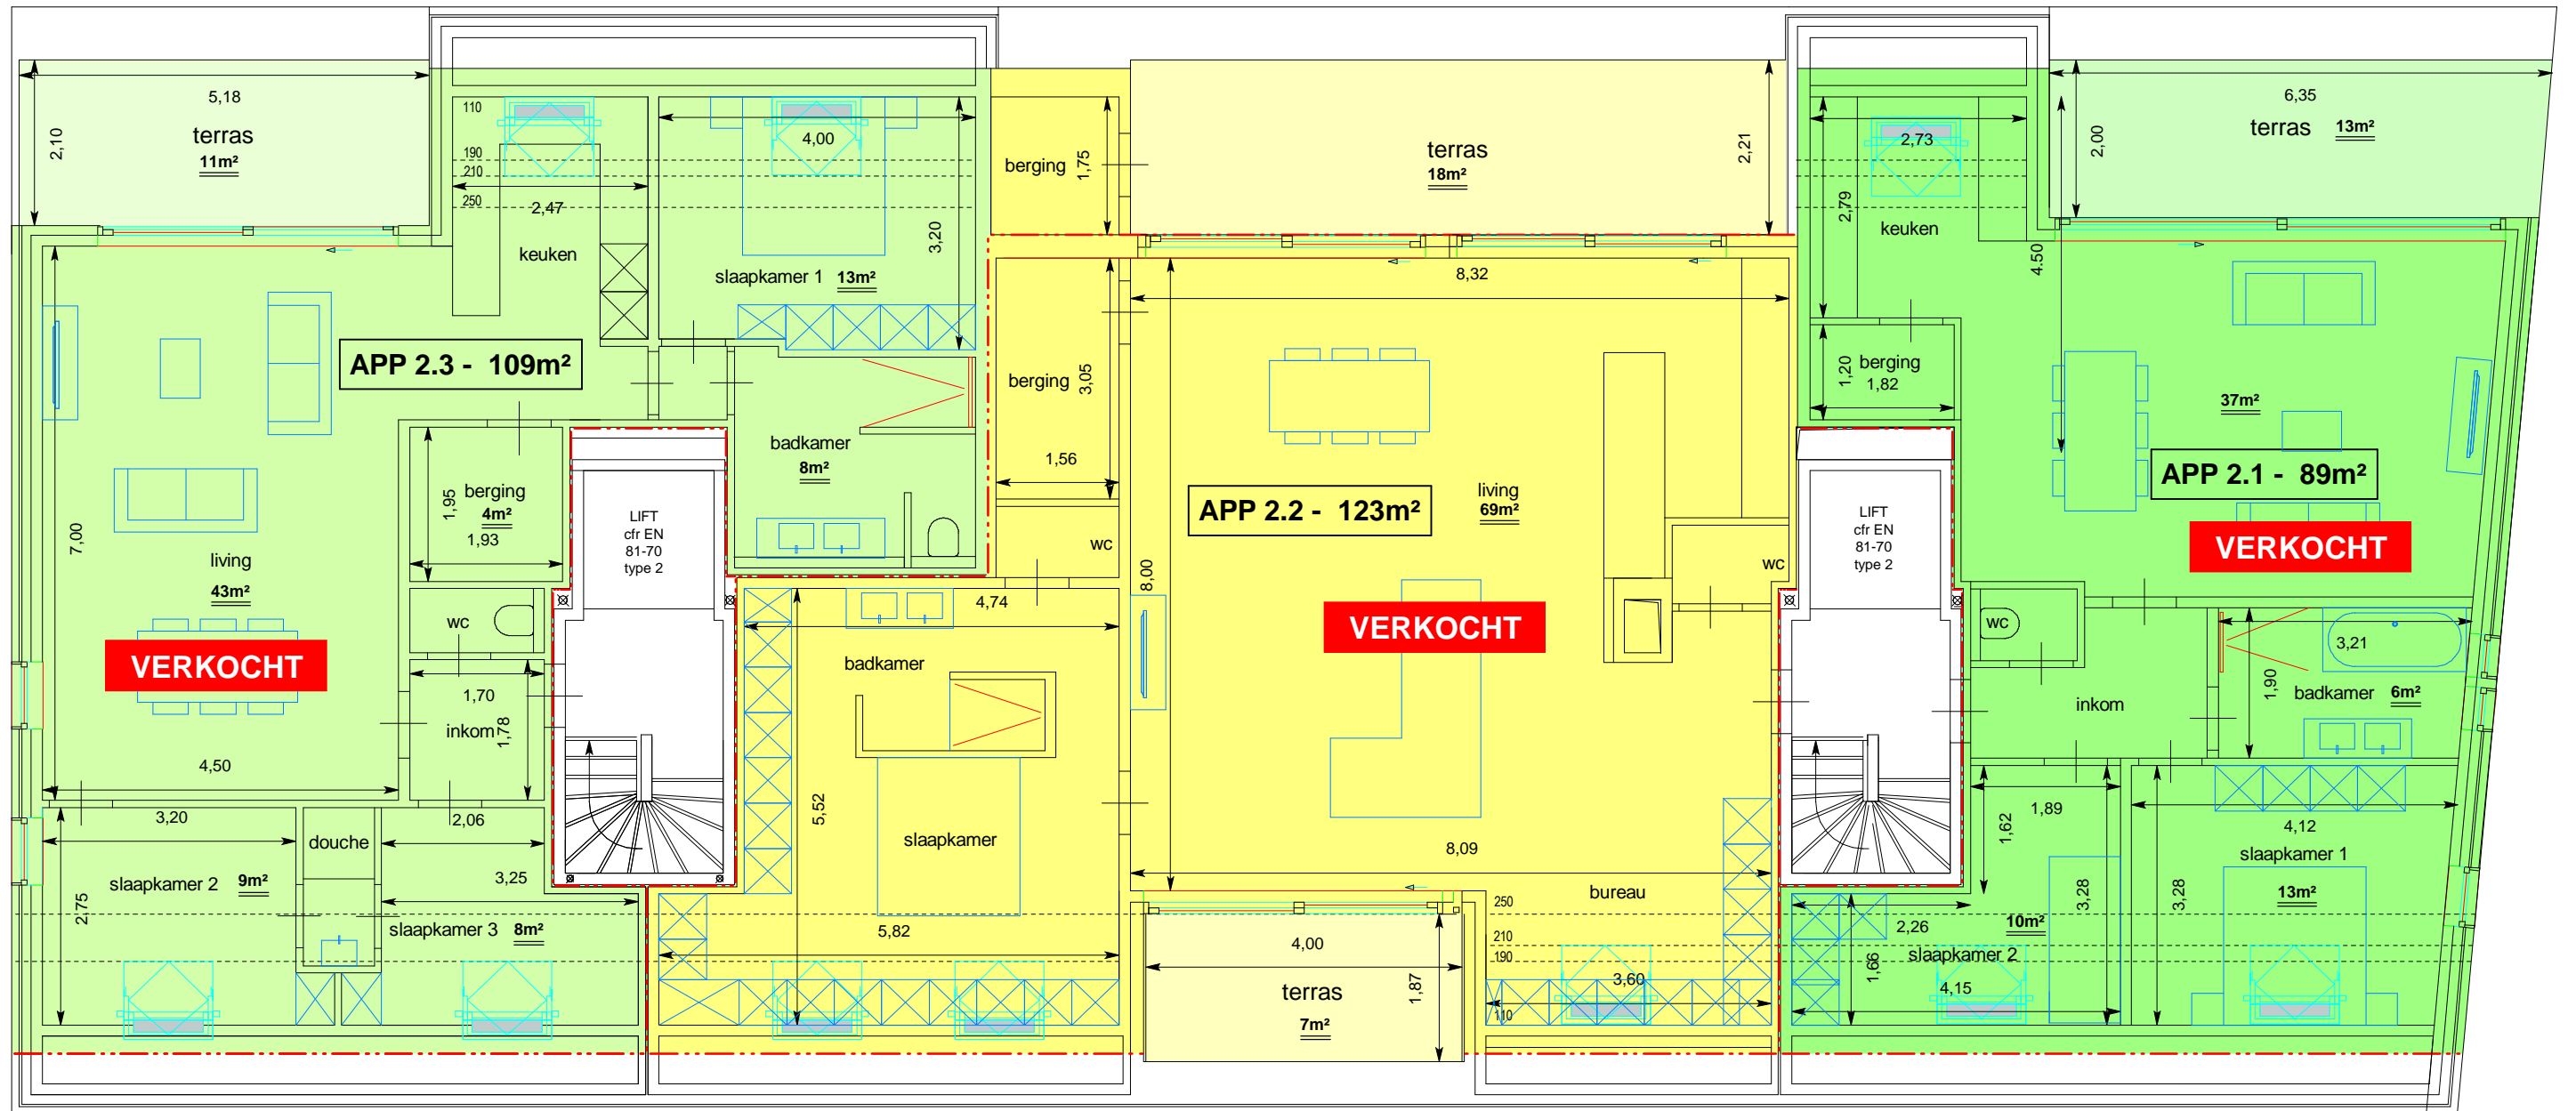 5,18
2,10
terras
11m²
110
190
210
250
2,47
keuken
4,00
3,20
slaapkamer 1 13m²
APP 2.3 - 109m²
badkamer
8m²
berging
4m²
1,95
1,93
7,00
living
43m²
VERKOCHT
wc
1,70
1,78
inkom
4,50
3,20
douche
2,06
slaapkamer 2 9m²
2.75
3,25
slaapkamer 3 8m²
LIFT
cfr EN
81-70
type 2
berging
1,75
terras
18m²
2,21
8,32
berging
3,05
1,56
wc
APP 2.2 - 123m²
living
69m²
8,00
VERKOCHT
wc
4,74
badkamer
5,52
slaapkamer
5,82
8,09
bureau
250
210
190
110
3,60
4,00
1,87
terras
7m²
2,73
2,79
keuken
6,35
terras 13m²
2,00
4.50
berging
1,20
1,82
37m²
APP 2.1 - 89m²
VERKOCHT
LIFT
cfr EN
81-70
type 2
wc
inkom
3,21
1,90
badkamer 6m²
1,89
1,62
3,28
4,12
slaapkamer 1
13m²
3,28
2,26
10m²
slaapkamer 2
1,66
4,15